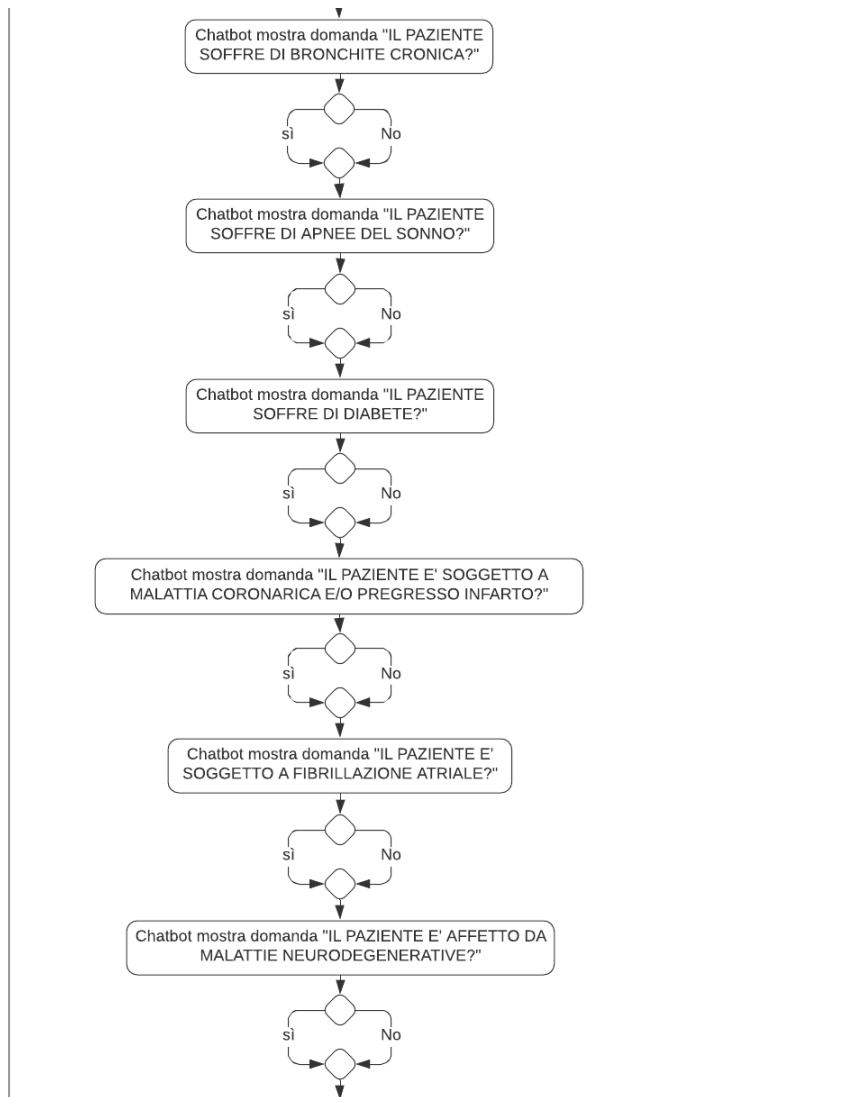 Chatbot mostra domanda "IL PAZIENTE
SOFFRE DI BRONCHITE CRONICA?"
sì No
Chatbot mostra domanda "IL PAZIENTE
SOFFRE DI APNEE DEL SONNO?"
sì No
Chatbot mostra domanda "IL PAZIENTE
SOFFRE DI DIABETE?"
sì No
Chatbot mostra domanda "IL PAZIENTE E' SOGGETTO A
MALATTIA CORONARICA E/O PREGRESSO INFARTO?"
sì No
Chatbot mostra domanda "IL PAZIENTE E'
SOGGETTO A FIBRILLAZIONE ATRIALE?"
sì No
Chatbot mostra domanda "IL PAZIENTE E' AFFETTO DA
MALATTIE NEURODEGENERATIVE?"
sì No